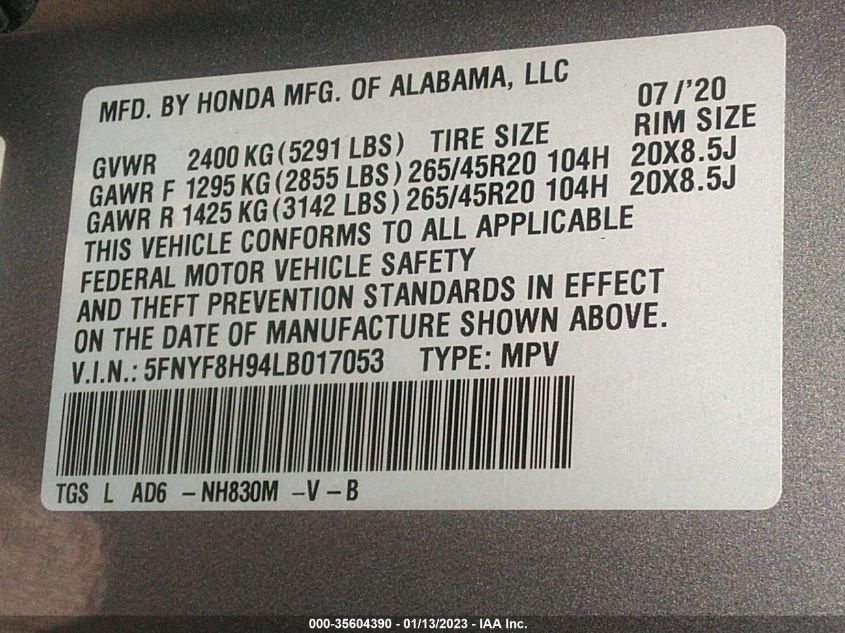 MFD. BY HONDA MFG. OF ALABAMA, LLC 07/'20
GVWR 2400 KG (5291 LBS) TIRE SIZE RIM SIZE
GAWR F 1295 KG (2855 LBS) 265/45R20 104H 20X8.5J
GAWR R 1425 KG (3142 LBS) 265/45R20 104H 20X8.5J
THIS VEHICLE CONFORMS TO ALL APPLICABLE
FEDERAL MOTOR VEHICLE SAFETY
AND THEFT PREVENTION STANDARDS IN EFFECT
ON THE DATE OF MANUFACTURE SHOWN ABOVE.
V.I.N.: 5FNYF8H94LB017053 TYPE: MPV
TGS L AD6 - NH830M - V - B
000-35604390 - 01/13/2023 - IAA Inc.